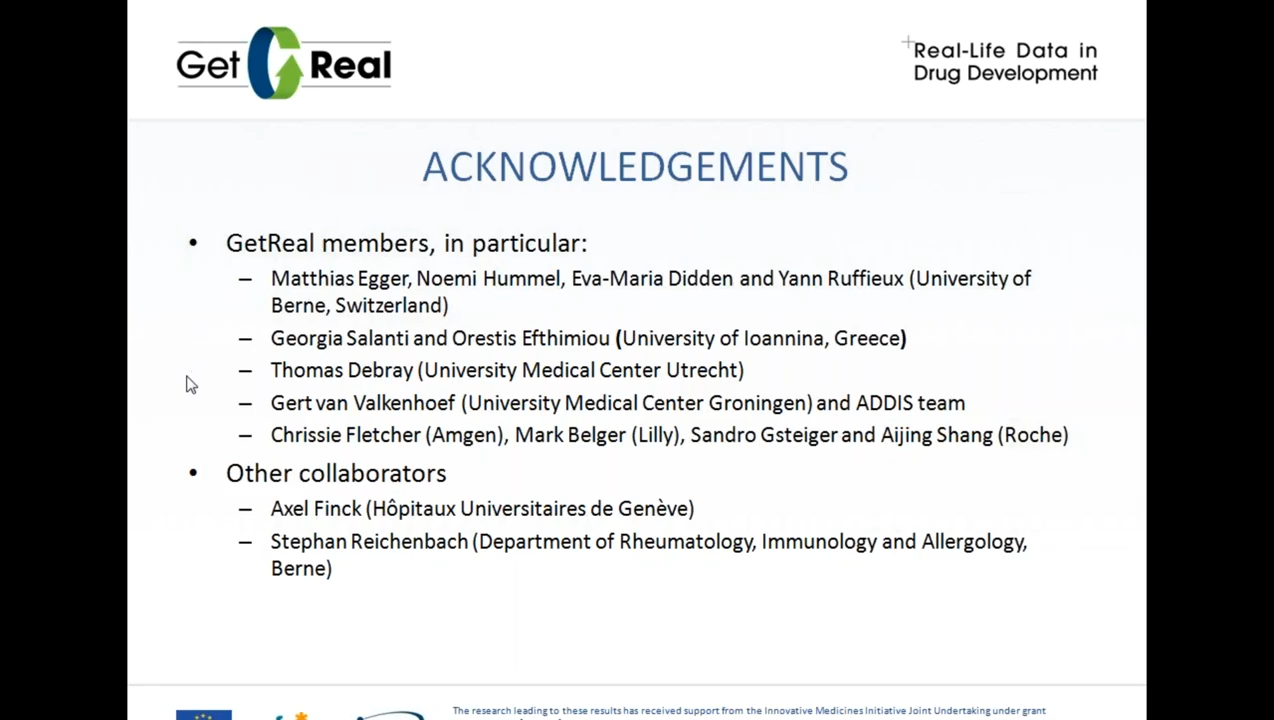 Get Real
Real-Life Data in
Drug Development
ACKNOWLEDGEMENTS
• GetReal members, in particular:
– Matthias Egger, Noemi Hummel, Eva-Maria Didden and Yann Ruffieux (University of
Berne, Switzerland)
– Georgia Salanti and Orestis Efthimiou (University of Ioannina, Greece)
– Thomas Debray (University Medical Center Utrecht)
– Gert van Valkenhoef (University Medical Center Groningen) and ADDIS team
– Chrissie Fletcher (Amgen), Mark Belger (Lilly), Sandro Gsteiger and Aijing Shang (Roche)
• Other collaborators
– Axel Finck (Hôpitaux Universitaires de Genève)
– Stephan Reichenbach (Department of Rheumatology, Immunology and Allergology,
Berne)
The research leading to these results has received support from the Innovative Medicines Initiative Joint Undertaking under grant